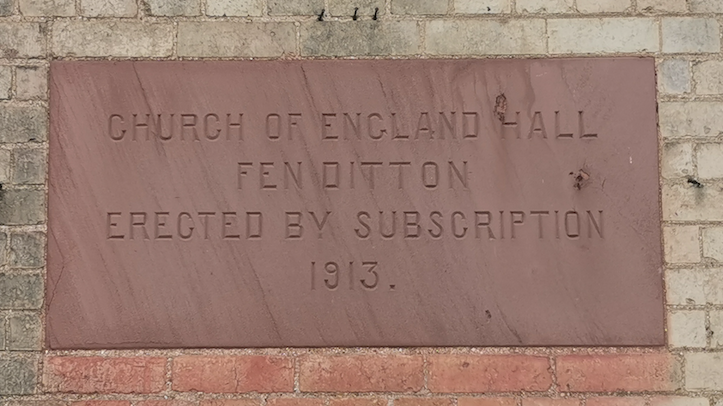 CHURCH OF ENGLAND HALL
FEN DITTON
ERECTED BY SUBSCRIPTION
1913.